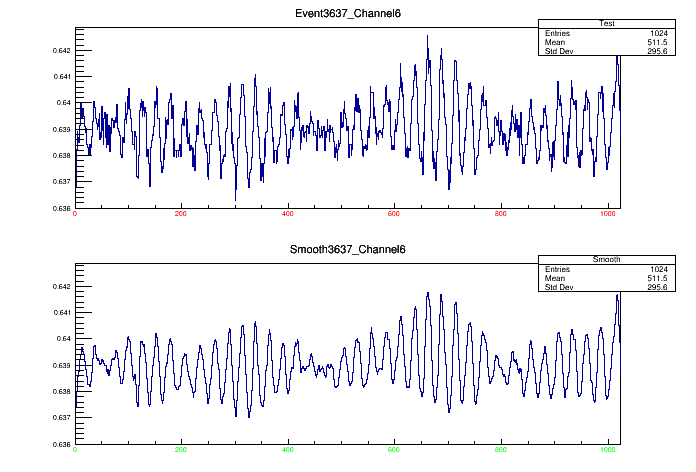 Event3637_Channel6
Test
Entries 1024
Mean 511.5
Std Dev 295.6
0.642
0.641
0.64
0.639
0.638
0.637
0.636
0 200 400 600 800 1000
Smooth3637_Channel6
Smooth
Entries 1024
Mean 511.5
Std Dev 295.6
0.642
0.641
0.64
0.639
0.638
0.637
0.636
0 200 400 600 800 1000